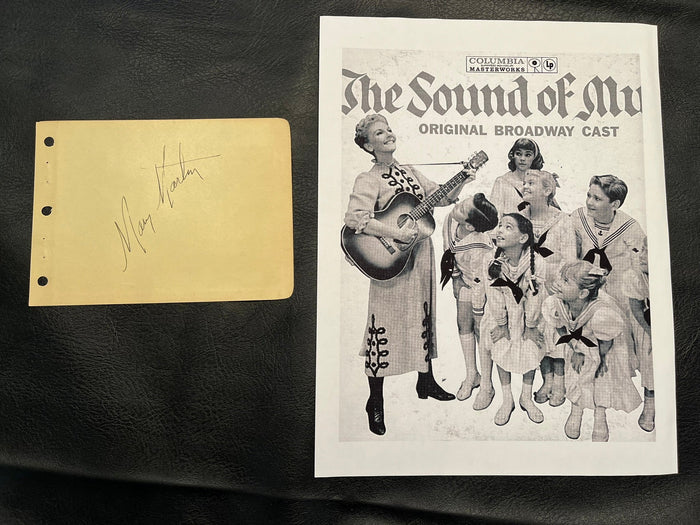 Mary Martin
COLUMBIA
MASTERWORKS
Lp
The Sound of Mu
ORIGINAL BROADWAY CAST